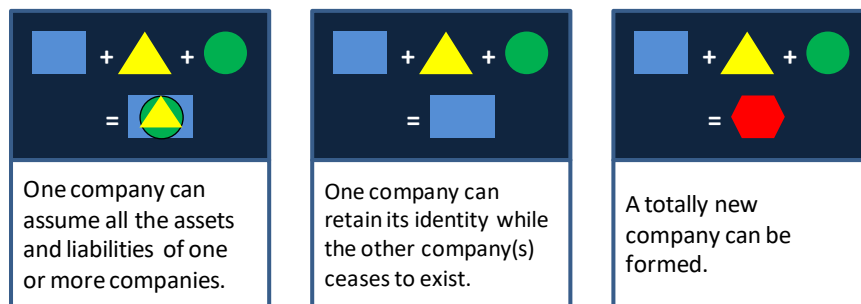 + +
=
One company can
assume all the assets
and liabilities of one
or more companies.
+ +
=
One company can
retain its identity while
the other company(s)
ceases to exist.
+ +
=
A totally new
company can be
formed.